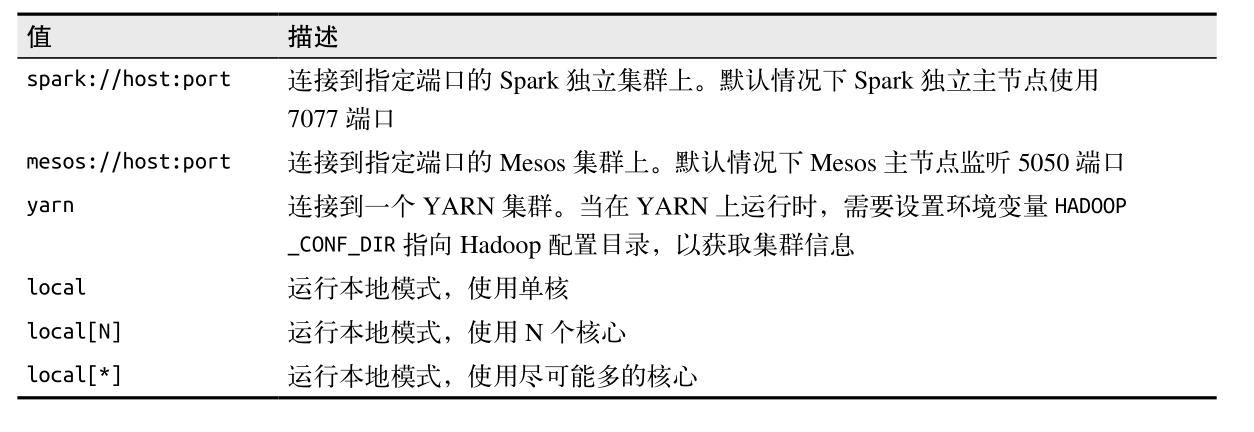 值 描述
spark://host:port 连接到指定端口的 Spark 独立集群上。默认情况下 Spark 独立主节点使用
7077 端口
mesos://host:port 连接到指定端口的 Mesos 集群上。默认情况下 Mesos 主节点监听 5050 端口
yarn 连接到一个 YARN 集群。当在 YARN 上运行时，需要设置环境变量 HADOOP
_CONF_DIR 指向 Hadoop 配置目录，以获取集群信息
local 运行本地模式，使用单核
local[N] 运行本地模式，使用 N 个核心
local[*] 运行本地模式，使用尽可能多的核心